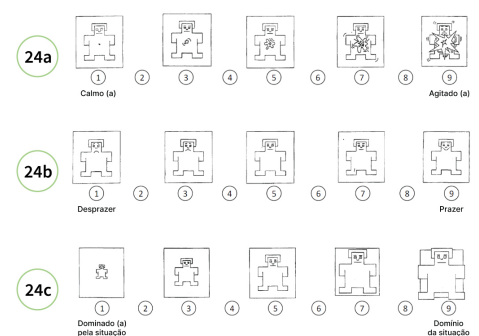 24a
1 2 3 4 5 6 7 8 9
Calmo (a) Agitado (a)
24b
1 2 3 4 5 6 7 8 9
Desprazer Prazer
24c
1 2 3 4 5 6 7 8 9
Dominado (a) Domínio
pela situação da situação